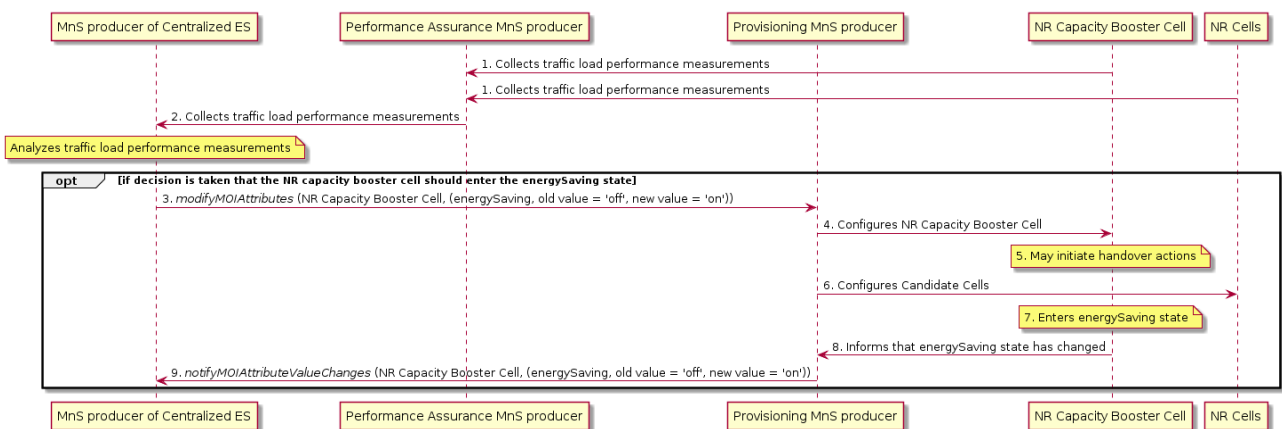 MnS producer of Centralized ES
Performance Assurance MnS producer
Provisioning MnS producer
NR Capacity Booster Cell
NR Cells
1. Collects traffic load performance measurements
1. Collects traffic load performance measurements
2. Collects traffic load performance measurements
Analyzes traffic load performance measurements
opt
[if decision is taken that the NR capacity booster cell should enter the energySaving state]
3. modifyMOIAttributes (NR Capacity Booster Cell, (energySaving, old value = 'off', new value = 'on'))
4. Configures NR Capacity Booster Cell
5. May initiate handover actions
6. Configures Candidate Cells
7. Enters energySaving state
8. Informs that energySaving state has changed
9. notifyMOIAttributeValueChanges (NR Capacity Booster Cell, (energySaving, old value = 'off', new value = 'on'))
MnS producer of Centralized ES
Performance Assurance MnS producer
Provisioning MnS producer
NR Capacity Booster Cell
NR Cells